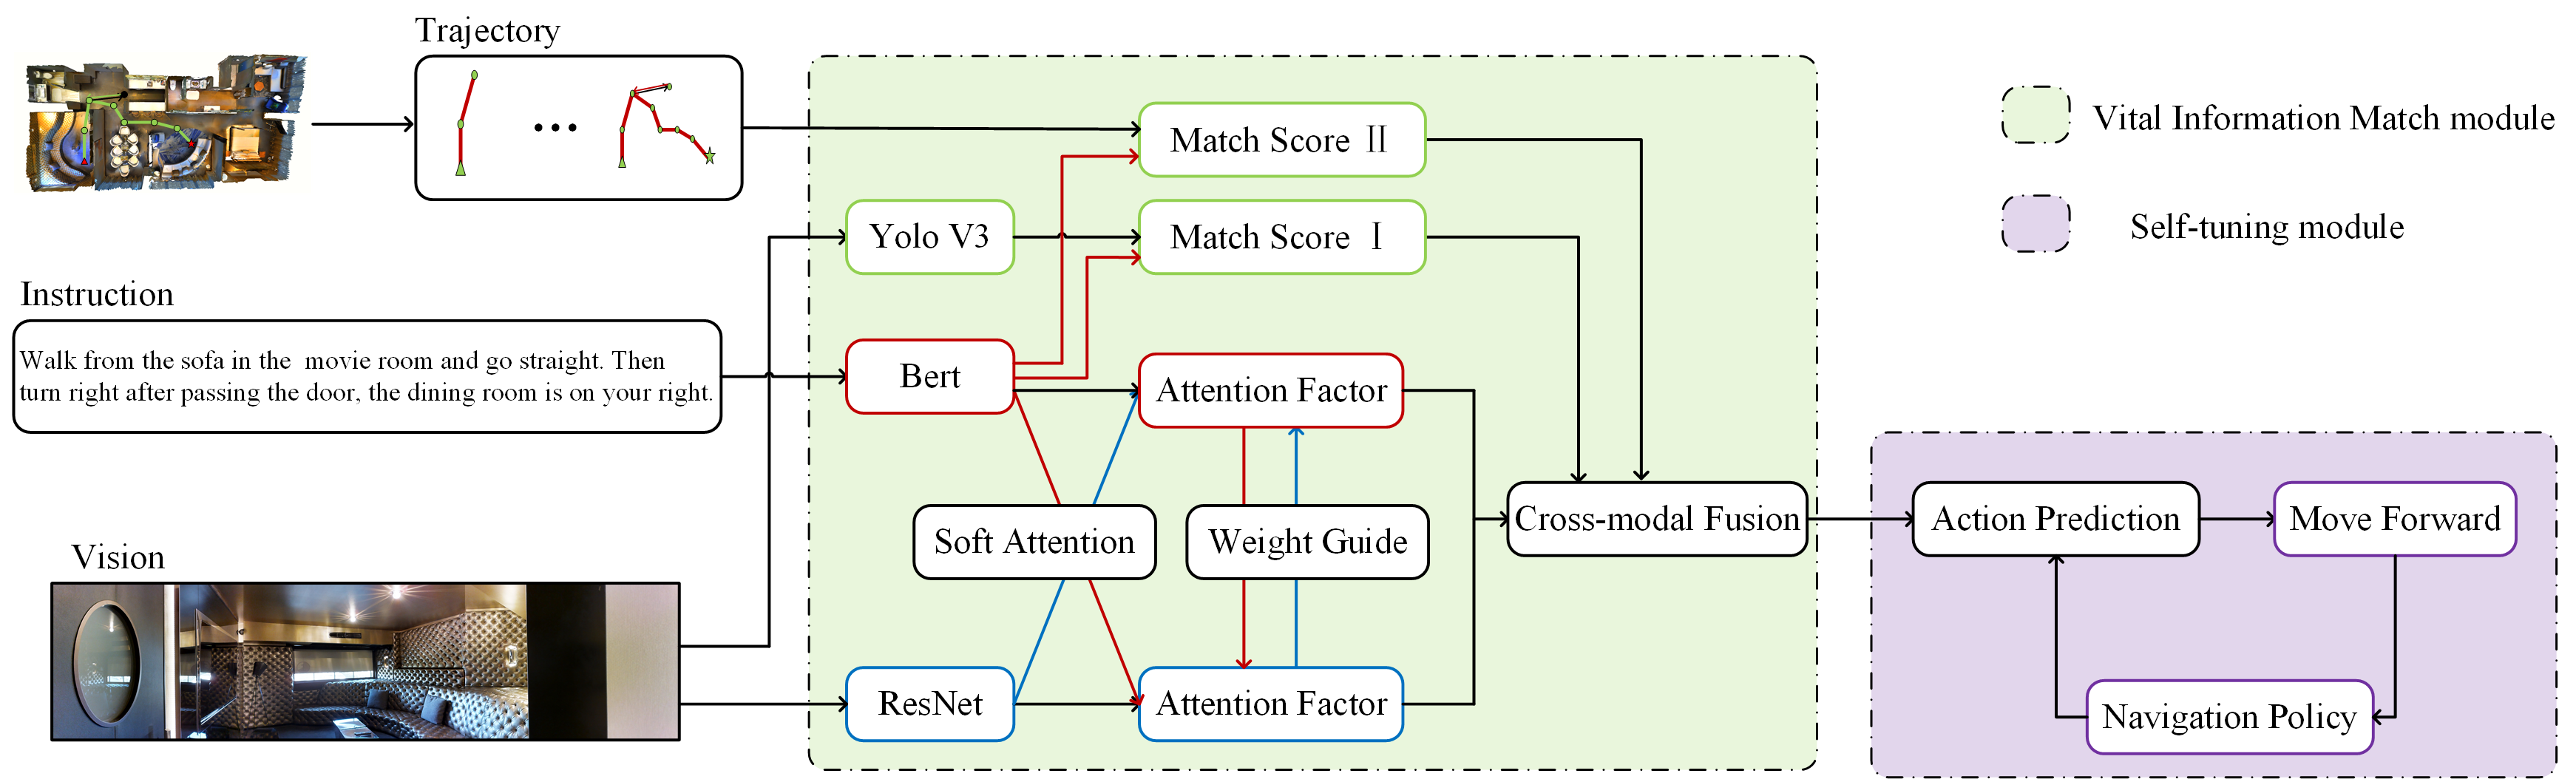 Trajectory
Match Score Ⅱ
Vital Information Match module
Yolo V3
Match Score Ⅰ
Self-tuning module
Instruction
Walk from the sofa in the movie room and go straight. Then
turn right after passing the door, the dining room is on your right.
Bert
Attention Factor
Soft Attention
Weight Guide
Cross-modal Fusion
Action Prediction
Move Forward
Vision
ResNet
Attention Factor
Navigation Policy